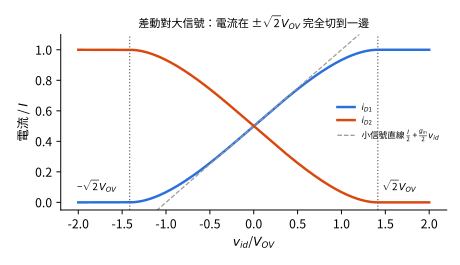 差動對大信號：電流在 ±√2V_OV 完全切到一邊
電流 / I
1.0
0.8
0.6
0.4
0.2
0.0
i_D1
i_D2
小信號直線 I/2 + g_m/2 v_id
−√2V_OV
√2V_OV
-2.0 -1.5 -1.0 -0.5 0.0 0.5 1.0 1.5 2.0
v_id/V_OV